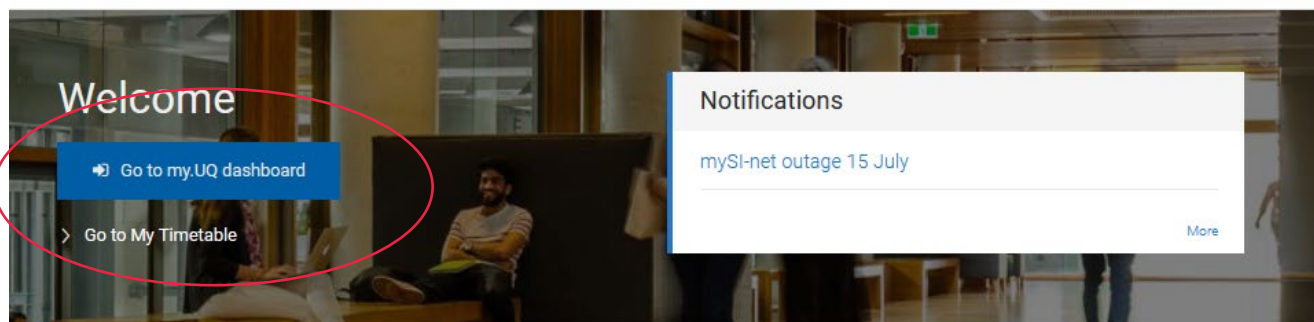 Welcome
Go to my.UQ dashboard
Go to My Timetable
Notifications
mySI-net outage 15 July
More